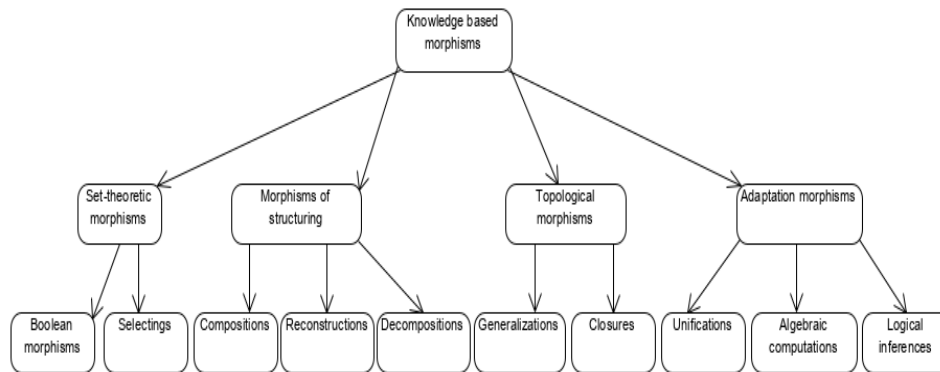 Knowledge based
morphisms
Set-theoretic
morphisms
Morphisms of
structuring
Topological
morphisms
Adaptation morphisms
Boolean
morphisms
Selectings
Compositions
Reconstructions
Decompositions
Generalizations
Closures
Unifications
Algebraic
computations
Logical
inferences